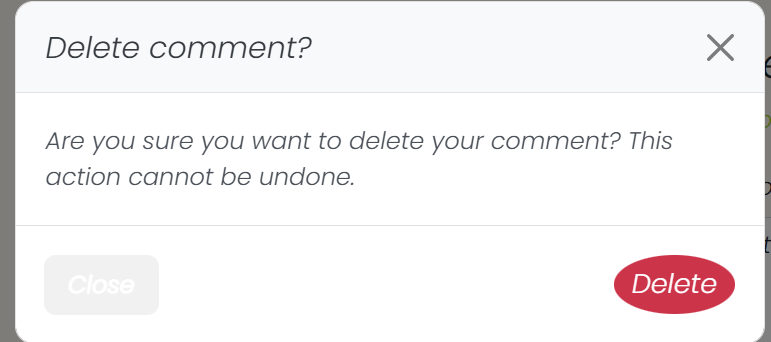 Delete comment?
Are you sure you want to delete your comment? This
action cannot be undone.
Close
Delete